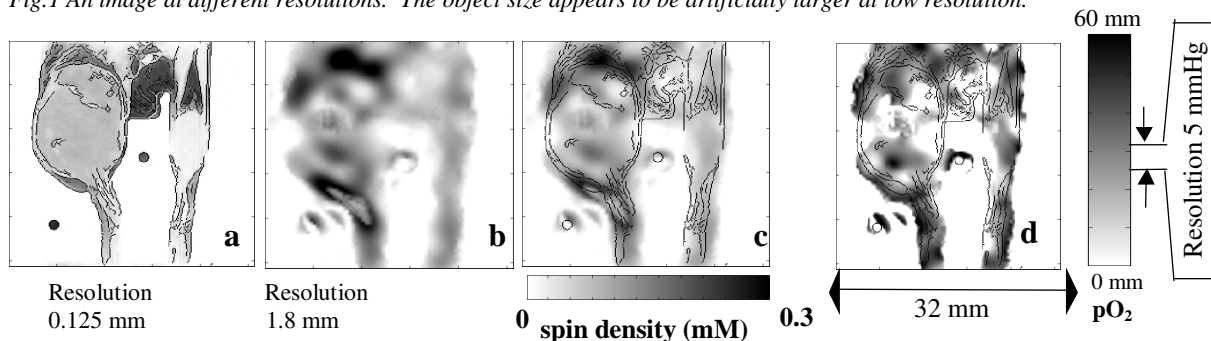 Fig.1 An image at different resolutions. The object size appears to be artificially larger at low resolution.
60 mm
a
b
c
d
Resolution 5 mmHg
Resolution
0.125 mm
Resolution
1.8 mm
0
0.3
spin density (mM)
32 mm
0 mm
pO₂